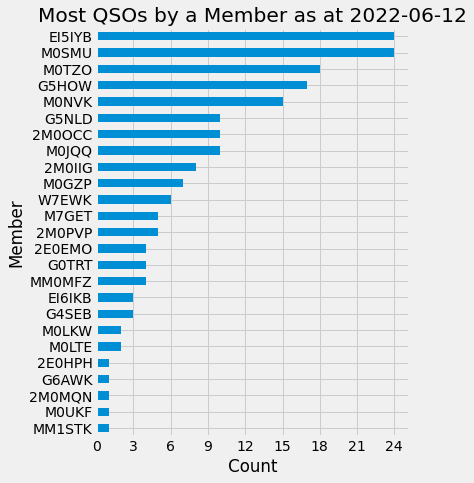 Most QSOs by a Member as at 2022-06-12
EI5IYB
M0SMU
M0TZO
G5HOW
M0NVK
G5NLD
2M0OCC
M0JQQ
2M0IIG
M0GZP
W7EWK
M7GET
2M0PVP
2E0EMO
G0TRT
MM0MFZ
EI6IKB
G4SEB
M0LKW
M0LTE
2E0HPH
G6AWK
2M0MQN
M0UKF
MM1STK
Member
0 3 6 9 12 15 18 21 24
Count